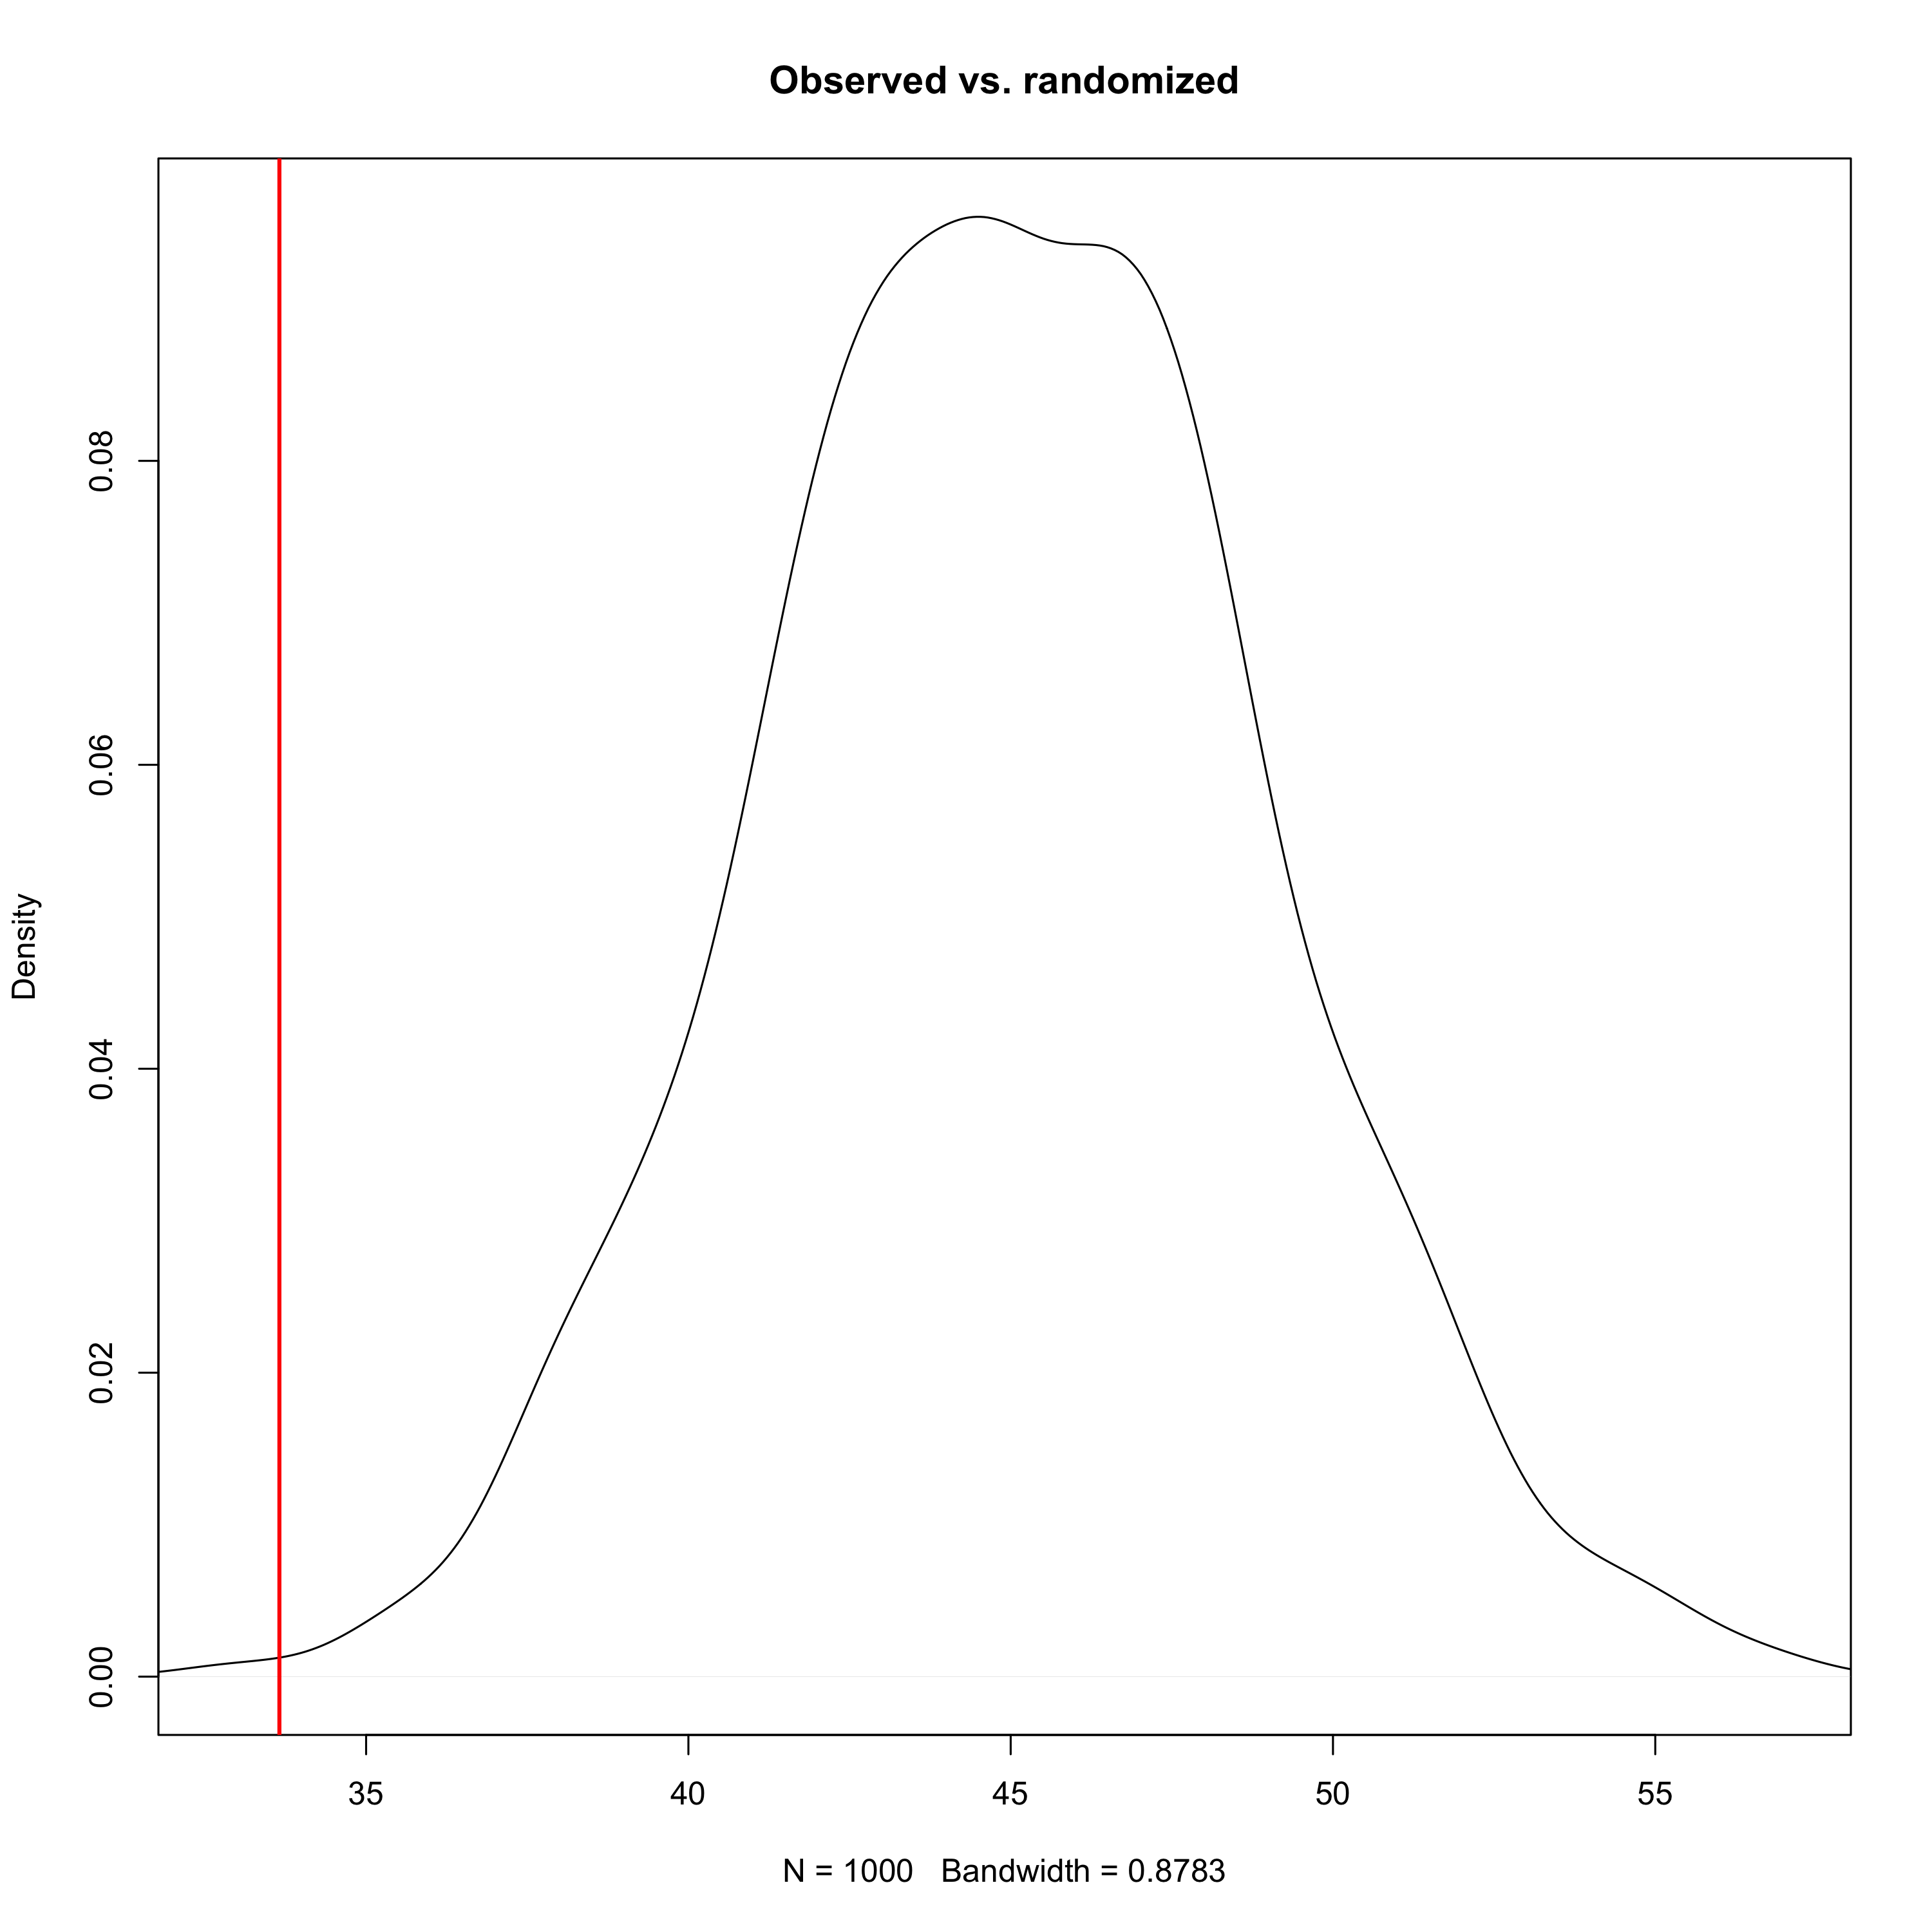 Observed vs. randomized
Density
0.08
0.06
0.04
0.02
0.00
35 40 45 50 55
N = 1000 Bandwidth = 0.8783